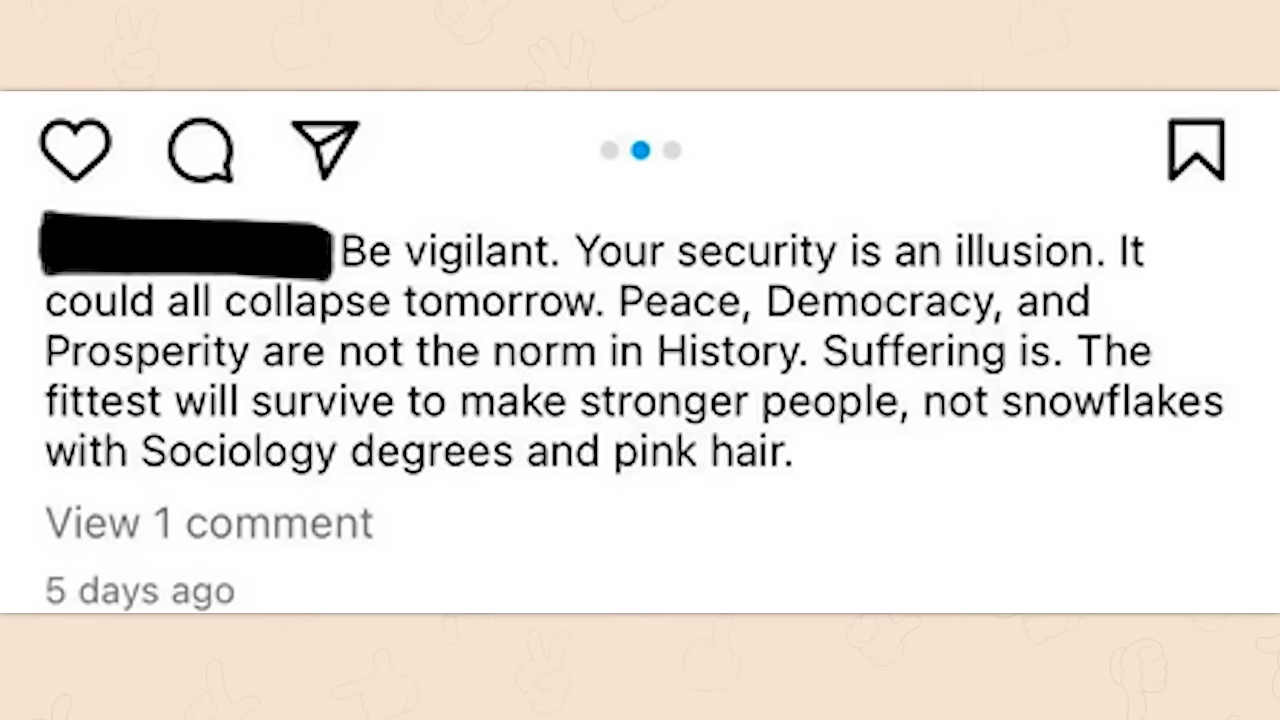 Be vigilant. Your security is an illusion. It
could all collapse tomorrow. Peace, Democracy, and
Prosperity are not the norm in History. Suffering is. The
fittest will survive to make stronger people, not snowflakes
with Sociology degrees and pink hair.
View 1 comment
5 days ago